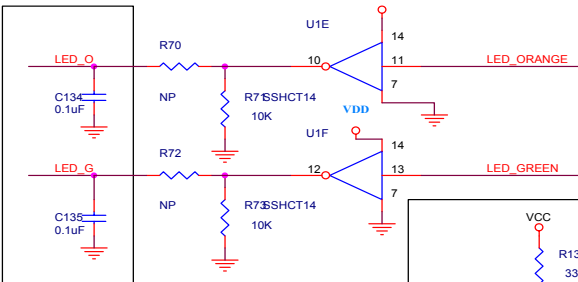 U1E
14
R70
LED_O
10
11
LED_ORANGE
C134
0.1uF
NP
R71
SSHCT14
10K
7
VDD
U1F
14
R72
LED_G
12
13
LED_GREEN
C135
0.1uF
NP
R73
SSHCT14
10K
7
VCC
R13
33